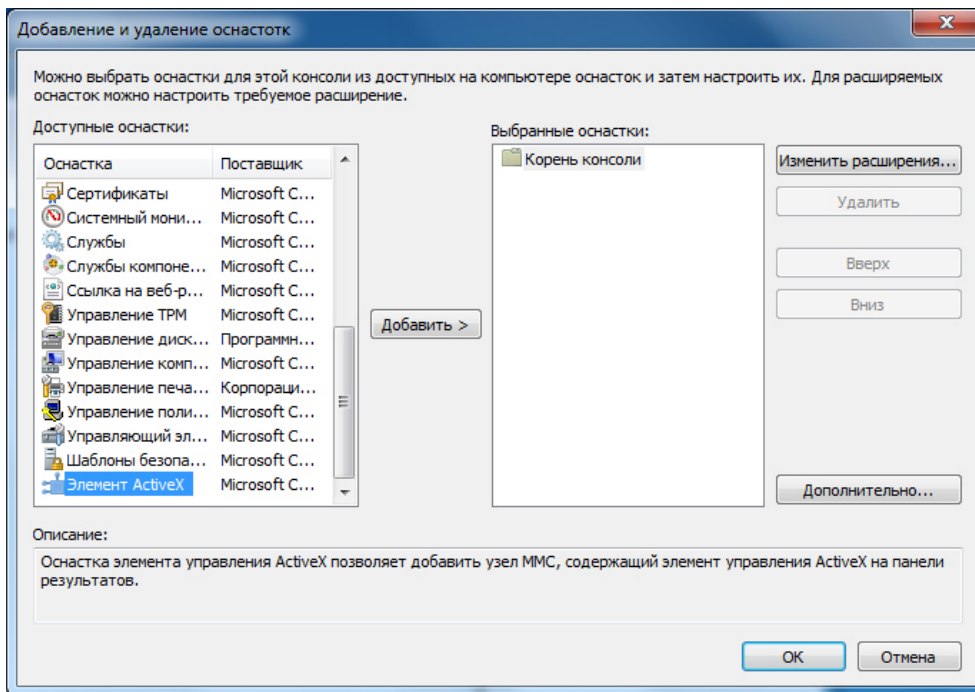 Добавление и удаление оснастотк
Можно выбрать оснастки для этой консоли из доступных на компьютере оснасток и затем настроить их. Для расширяемых
оснасток можно настроить требуемое расширение.
Доступные оснастки:
Выбранные оснастки:
Оснастка Поставщик
Сертификаты Microsoft C...
Системный мони... Microsoft C...
Службы Microsoft C...
Службы компоне... Microsoft C...
Ссылка на веб-р... Microsoft C...
Управление TPM Microsoft C...
Управление диск... Программн...
Управление комп... Microsoft C...
Управление печа... Корпораци...
Управление поли... Microsoft C...
Управляющий эл... Microsoft C...
Шаблоны безопа... Microsoft C...
Элемент ActiveX Microsoft C...
Добавить >
Корень консоли
Изменить расширения...
Удалить
Вверх
Вниз
Дополнительно...
Описание:
Оснастка элемента управления ActiveX позволяет добавить узел MMC, содержащий элемент управления ActiveX на панели
результатов.
ОК
Отмена